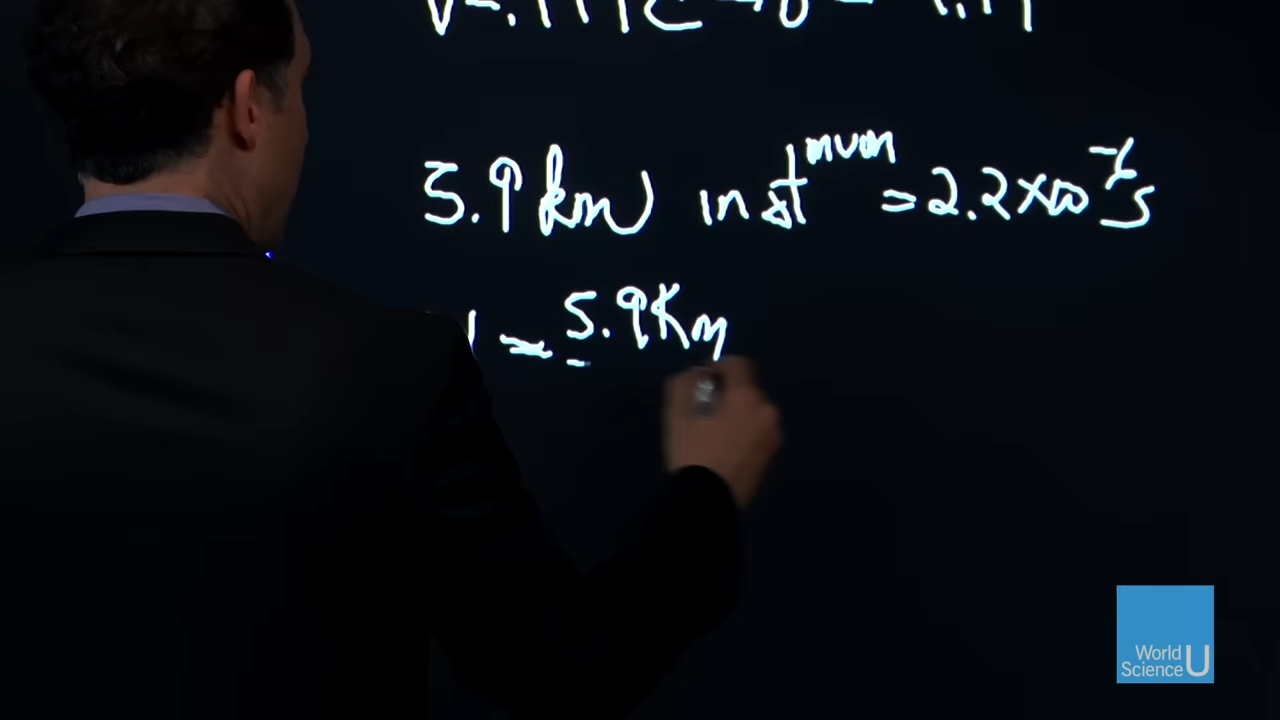 5.9 km in Δt muon = 2.2×10⁻⁶ s
= 5.9 Km
World
Science U